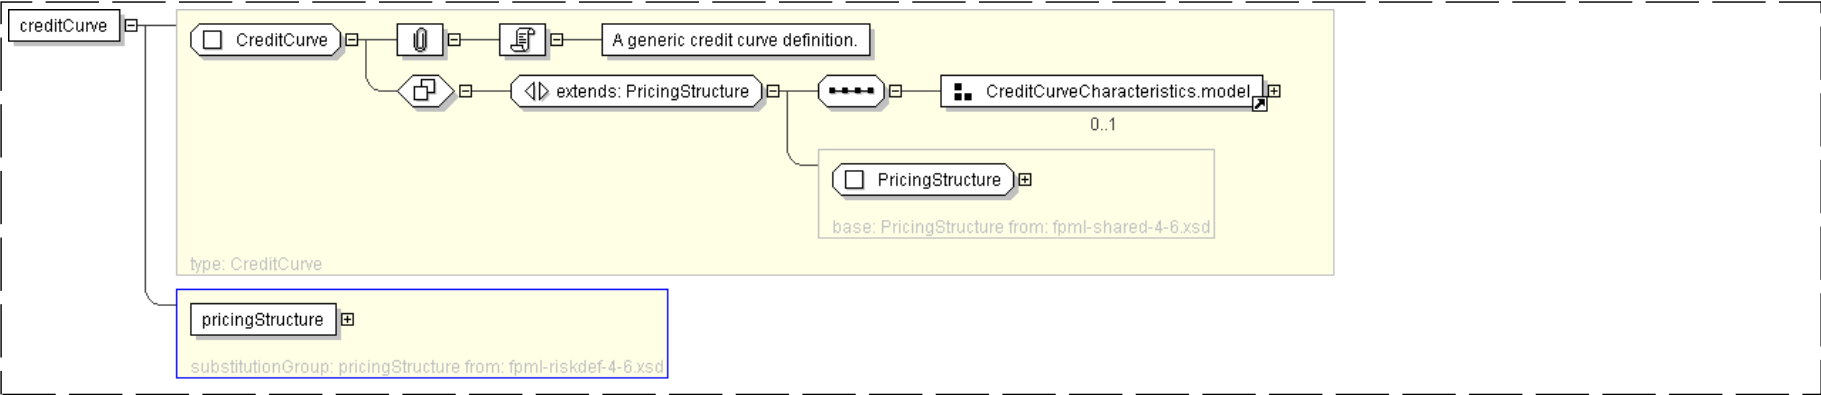 creditCurve
CreditCurve
A generic credit curve definition.
extends: PricingStructure
CreditCurveCharacteristics.model
0..1
PricingStructure
base: PricingStructure from: fpml-shared-4-6.xsd
type: CreditCurve
pricingStructure
substitutionGroup: pricingStructure from: fpml-riskdef-4-6.xsd